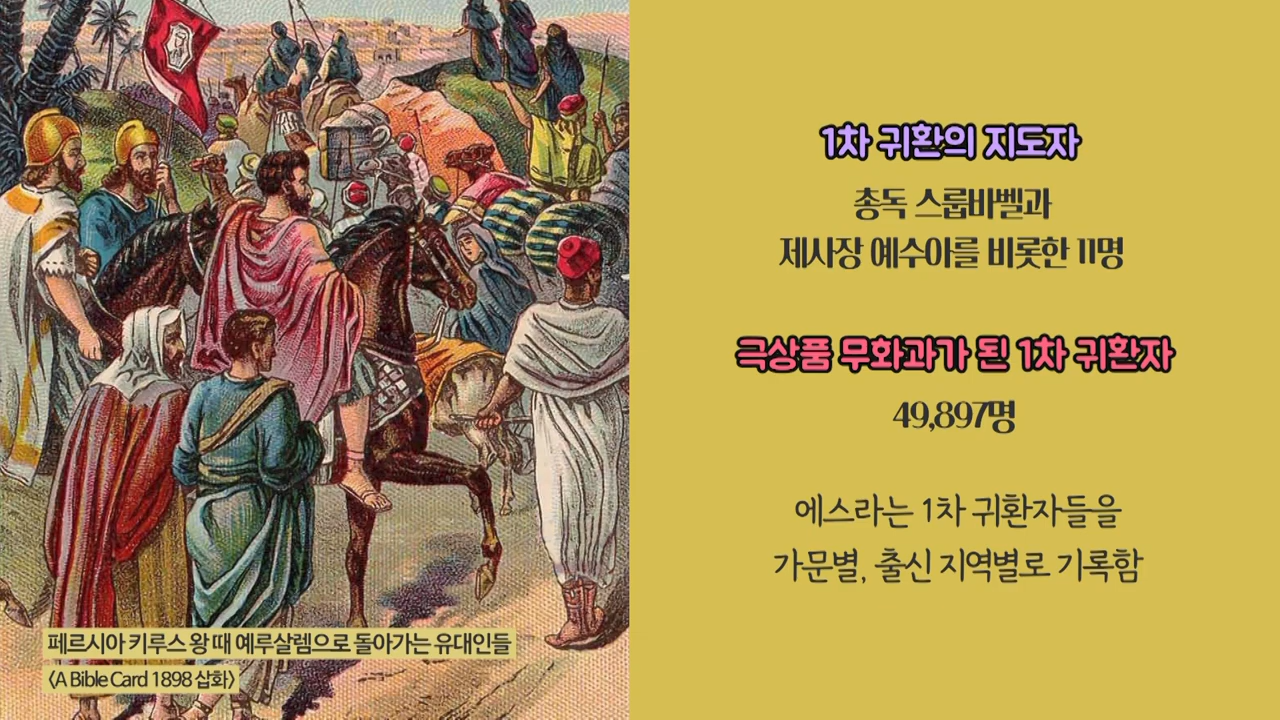 1차 귀환의 지도자
총독 스룹바벨과
제사장 예수아를 비롯한 11명
극상품 무화과가 된 1차 귀환자
49,897명
에스라는 1차 귀환자들을
가문별, 출신 지역별로 기록함
페르시아 키루스 왕 때 예루살렘으로 돌아가는 유대인들
〈A Bible Card 1898 삽화〉